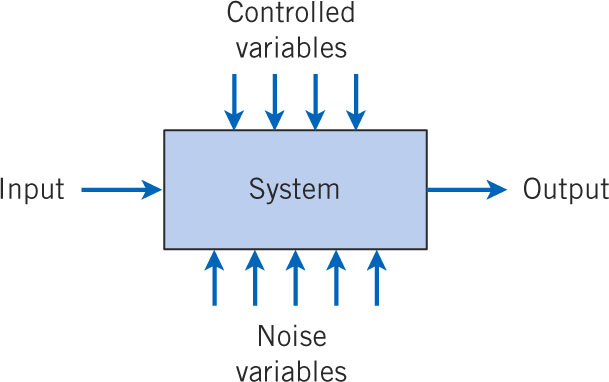 Controlled
variables
Input
System
Output
Noise
variables